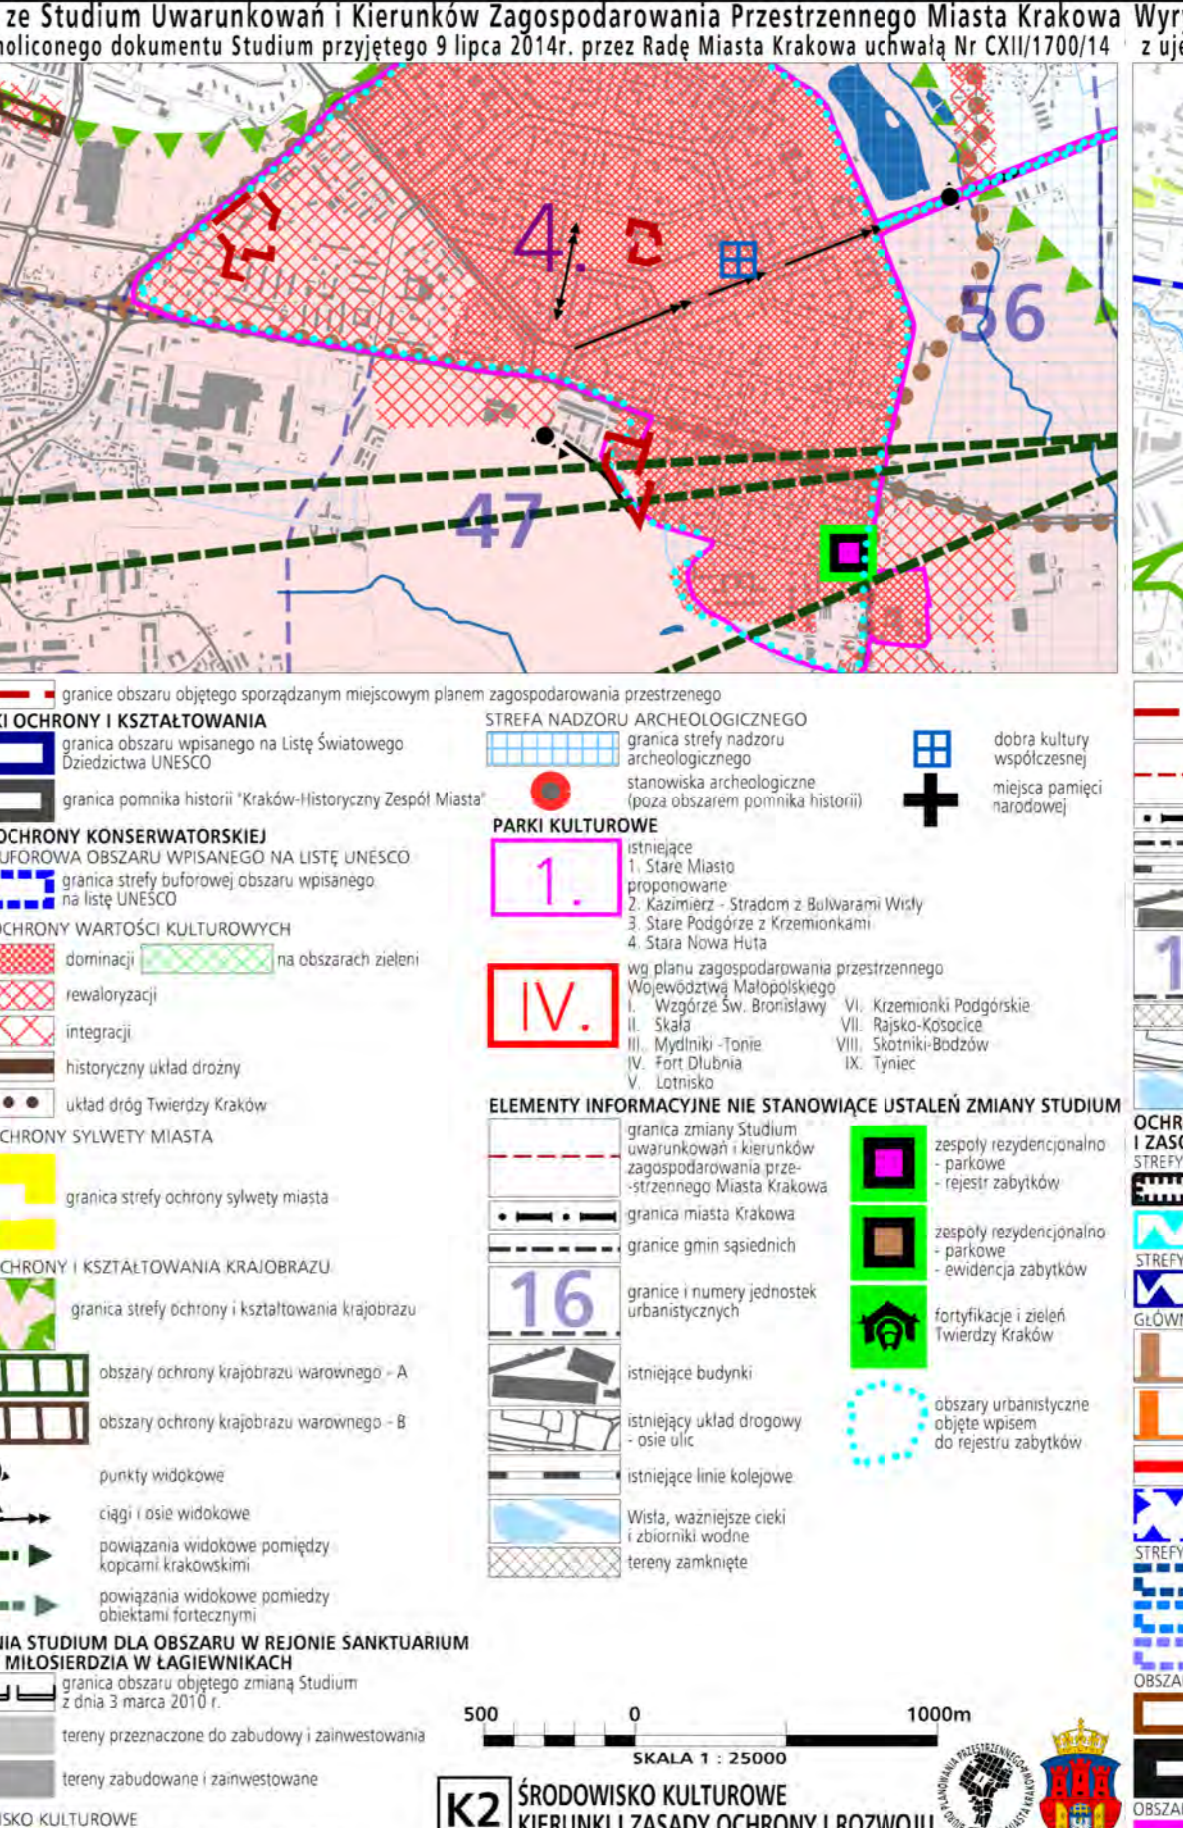 ze Studium Uwarunkowań i Kierunków Zagospodarowania Przestrzennego Miasta Krakowa
noliconego dokumentu Studium przyjętego 9 lipca 2014r. przez Radę Miasta Krakowa uchwałą Nr CXII/1700/14
z uje
4.
56
47
granice obszaru objętego sporządzanym miejscowym planem zagospodarowania przestrzenego
KI OCHRONY I KSZTAŁTOWANIA
granica obszaru wpisanego na Listę Światowego
Dziedzictwa UNESCO
granica pomnika historii "Kraków-Historyczny Zespół Miasta"
OCHRONY KONSERWATORSKIEJ
UFOROWA OBSZARU WPISANEGO NA LISTĘ UNESCO
granica strefy buforowej obszaru wpisanego
na listę UNESCO
OCHRONY WARTOŚCI KULTUROWYCH
dominacji
na obszarach zieleni
rewaloryzacji
integracji
historyczny układ drożny
układ dróg Twierdzy Kraków
CHRONY SYLWETY MIASTA
granica strefy ochrony sylwety miasta
CHRONY I KSZTAŁTOWANIA KRAJOBRAZU
granica strefy ochrony i kształtowania krajobrazu
obszary ochrony krajobrazu warownego - A
obszary ochrony krajobrazu warownego - B
punkty widokowe
ciągi i osie widokowe
powiązania widokowe pomiędzy
kopcami krakowskimi
powiązania widokowe pomiedzy
obiektami fortecznymi
NIA STUDIUM DLA OBSZARU W REJONIE SANKTUARIUM
MIŁOSIERDZIA W ŁAGIEWNIKACH
granica obszaru objętego zmianą Studium
z dnia 3 marca 2010 r.
tereny przeznaczone do zabudowy i zainwestowania
tereny zabudowane i zainwestowane
ISKO KULTUROWE
STREFA NADZORU ARCHEOLOGICZNEGO
granica strefy nadzoru
archeologicznego
stanowiska archeologiczne
(poza obszarem pomnika historii)
dobra kultury
współczesnej
miejsca pamięci
narodowej
PARKI KULTUROWE
1.
istniejące
1. Stare Miasto
proponowane
2. Kazimierz - Stradom z Bulwarami Wisły
3. Stare Podgórze z Krzemionkami
4. Stara Nowa Huta
IV.
wg planu zagospodarowania przestrzennego
Województwa Małopolskiego
I. Wzgórze Św. Bronisławy VI. Krzemionki Podgórskie
II. Skała VII. Rajsko-Kosocice
III. Mydlniki -Tonie VIII. Skotniki-Bodzów
IV. Fort Dłubnia IX. Tyniec
V. Lotnisko
ELEMENTY INFORMACYJNE NIE STANOWIĄCE USTALEŃ ZMIANY STUDIUM
granica zmiany Studium
uwarunkowań i kierunków
zagospodarowania prze-
-strzennego Miasta Krakowa
granica miasta Krakowa
granice gmin sąsiednich
16
granice i numery jednostek
urbanistycznych
istniejące budynki
istniejący układ drogowy
- osie ulic
istniejące linie kolejowe
Wisła, ważniejsze cieki
i zbiorniki wodne
tereny zamknięte
zespoły rezydencjonalno
- parkowe
- rejestr zabytków
zespoły rezydencjonalno
- parkowe
- ewidencja zabytków
fortyfikacje i zieleń
Twierdzy Kraków
obszary urbanistyczne
objęte wpisem
do rejestru zabytków
500 0 1000m
SKALA 1 : 25000
K2
ŚRODOWISKO KULTUROWE
KIERUNKI I ZASADY OCHRONY I ROZWOJU
Wyry
1
OCHR
I ZASO
STREFY
STREFY
GŁÓWN
STREFY
OBSZA
OBSZA